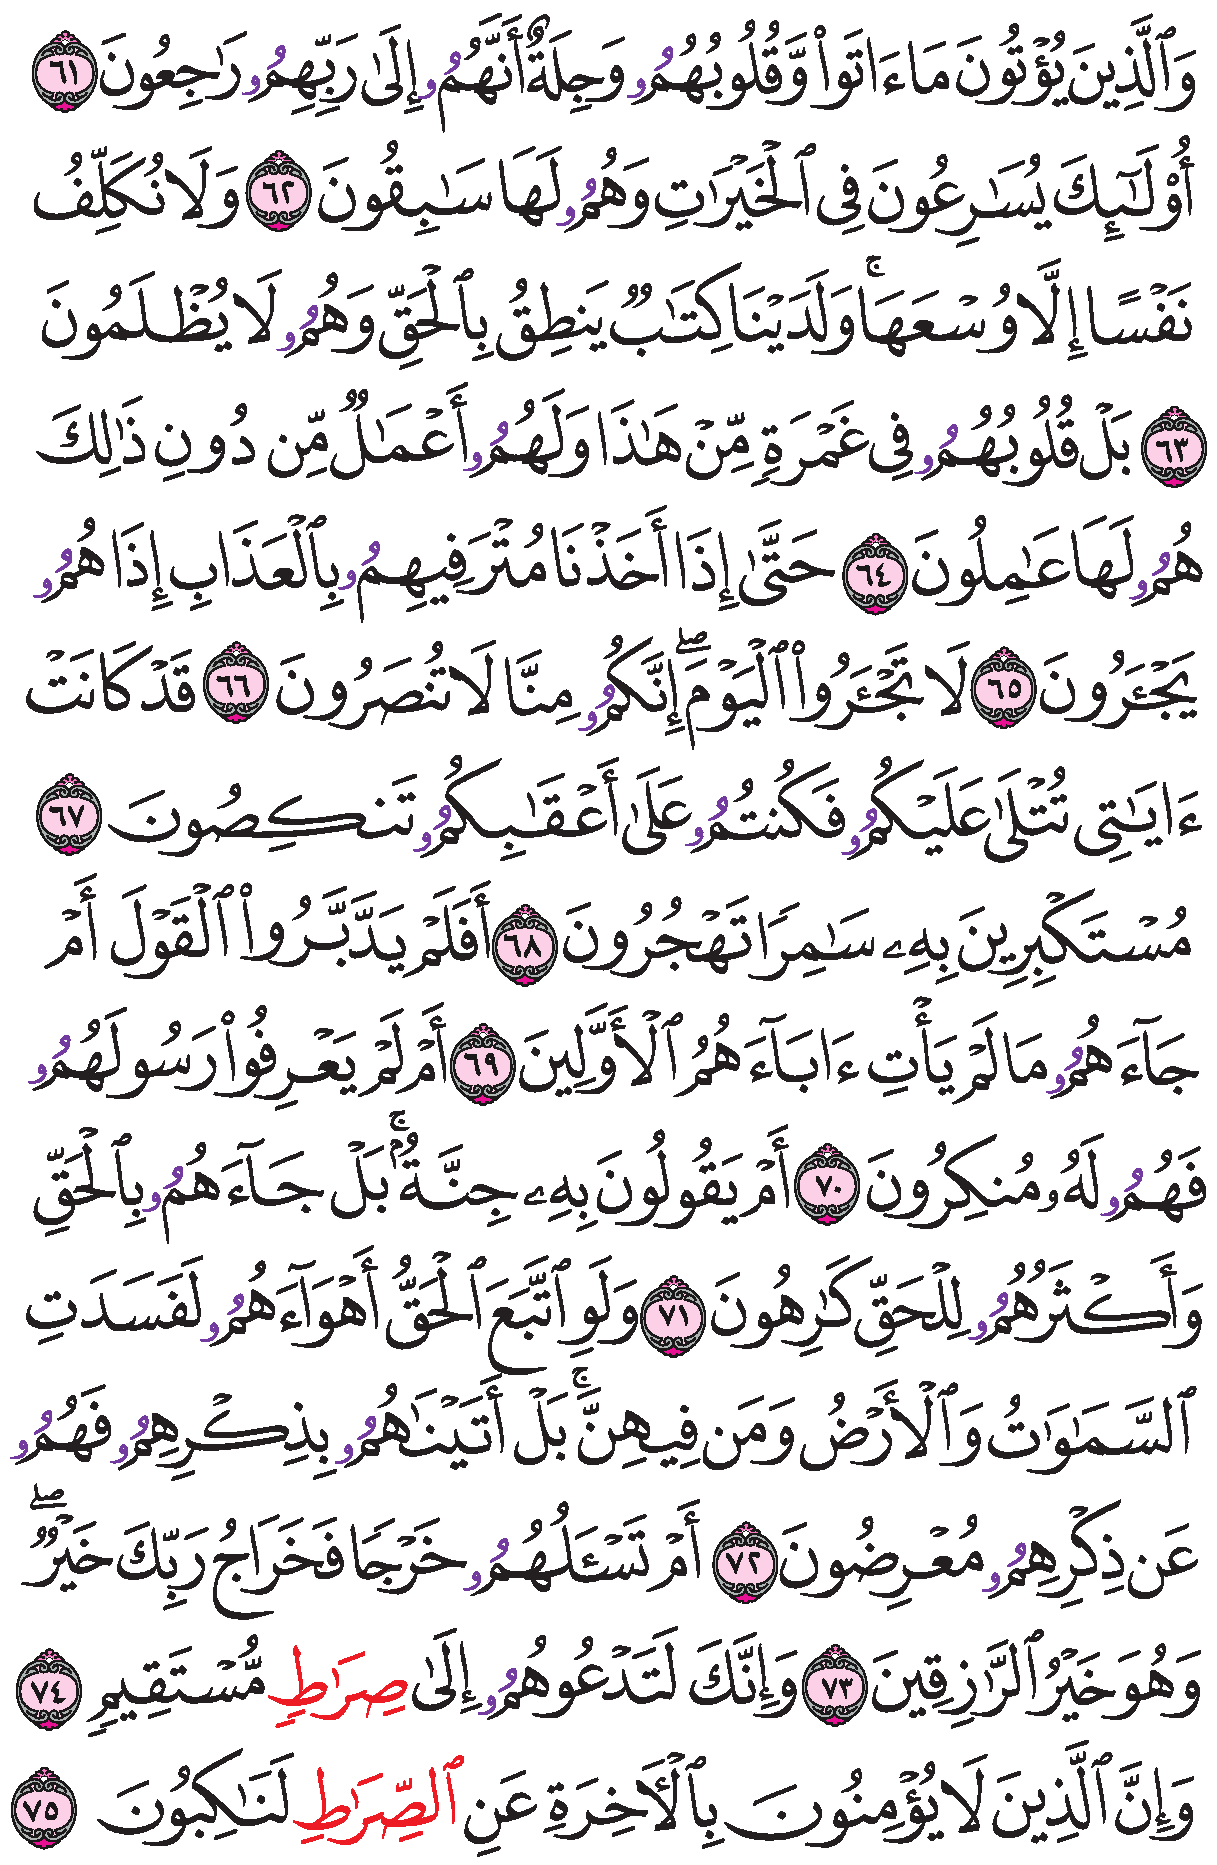 وَٱلَّذِينَ يُؤۡتُونَ مَا ءَاتَواْ وَّقُلُوبُهُمُۥ وَجِلَةٌ أَنَّهُمُۥ إِلَىٰ رَبِّهِمُۥ رَٰجِعُونَ ٦١
أُوْلَـٰٓئِكَ يُسَـٰرِعُونَ فِى ٱلۡخَيۡرَٰتِ وَهُمُۥ لَهَا سَـٰبِقُونَ ٦٢ وَلَا نُكَلِّفُ
نَفۡسًا إِلَّا وُسۡعَهَاۚ وَلَدَيۡنَا كِتَـٰبٌ يَنطِقُ بِٱلۡحَقِّ وَهُمُۥ لَا يُظۡلَمُونَ
٦٣ بَلۡ قُلُوبُهُمُۥ فِى غَمۡرَةٍ مِّنۡ هَـٰذَا وَلَهُمُۥ أَعۡمَـٰلٌ مِّن دُونِ ذَٰلِكَ
هُمُۥ لَهَا عَـٰمِلُونَ ٦٤ حَتَّىٰ إِذَا أَخَذۡنَا مُتۡرَفِيهِمُۥ بِٱلۡعَذَابِ إِذَا هُمُۥ
يَجۡـَٔرُونَ ٦٥ لَا تَجۡـَٔرُواْ ٱلۡيَوۡمَۖ إِنَّكُمُۥ مِنَّا لَا تُنصَرُونَ ٦٦ قَدۡ كَانَتۡ
ءَايَـٰتِى تُتۡلَىٰ عَلَيۡكُمُۥ فَكُنتُمُۥ عَلَىٰ أَعۡقَـٰبِكُمُۥ تَنكِصُونَ ٦٧
مُسۡتَكۡبِرِينَ بِهِۦ سَـٰمِرًا تَهۡجُرُونَ ٦٨ أَفَلَمۡ يَدَّبَّرُواْ ٱلۡقَوۡلَ أَمۡ
جَآءَهُمُۥ مَا لَمۡ يَأۡتِ ءَابَآءَهُمُ ٱلۡأَوَّلِينَ ٦٩ أَمۡ لَمۡ يَعۡرِفُواْ رَسُولَهُمُۥ
فَهُمُۥ لَهُۥ مُنكِرُونَ ٧٠ أَمۡ يَقُولُونَ بِهِۦ جِنَّةٌۢۚ بَلۡ جَآءَهُمُۥ بِٱلۡحَقِّ
وَأَكۡثَرُهُمُۥ لِلۡحَقِّ كَـٰرِهُونَ ٧١ وَلَوِ ٱتَّبَعَ ٱلۡحَقُّ أَهۡوَآءَهُمُۥ لَفَسَدَتِ
ٱلسَّمَـٰوَٰتُ وَٱلۡأَرۡضُ وَمَن فِيهِنَّۚ بَلۡ أَتَيۡنَـٰهُمُۥ بِذِكۡرِهِمُۥ فَهُمُۥ
عَن ذِكۡرِهِمُۥ مُعۡرِضُونَ ٧٢ أَمۡ تَسۡـَٔلُهُمُۥ خَرۡجًا فَخَرَاجُ رَبِّكَ خَيۡرٌۖ
وَهُوَ خَيۡرُ ٱلرَّٰزِقِينَ ٧٣ وَإِنَّكَ لَتَدۡعُوهُمُۥ إِلَىٰ صِرَٰطٍ مُّسۡتَقِيمٍ ٧٤
وَإِنَّ ٱلَّذِينَ لَا يُؤۡمِنُونَ بِٱلۡأَخِرَةِ عَنِ ٱلصِّرَٰطِ لَنَـٰكِبُونَ ٧٥